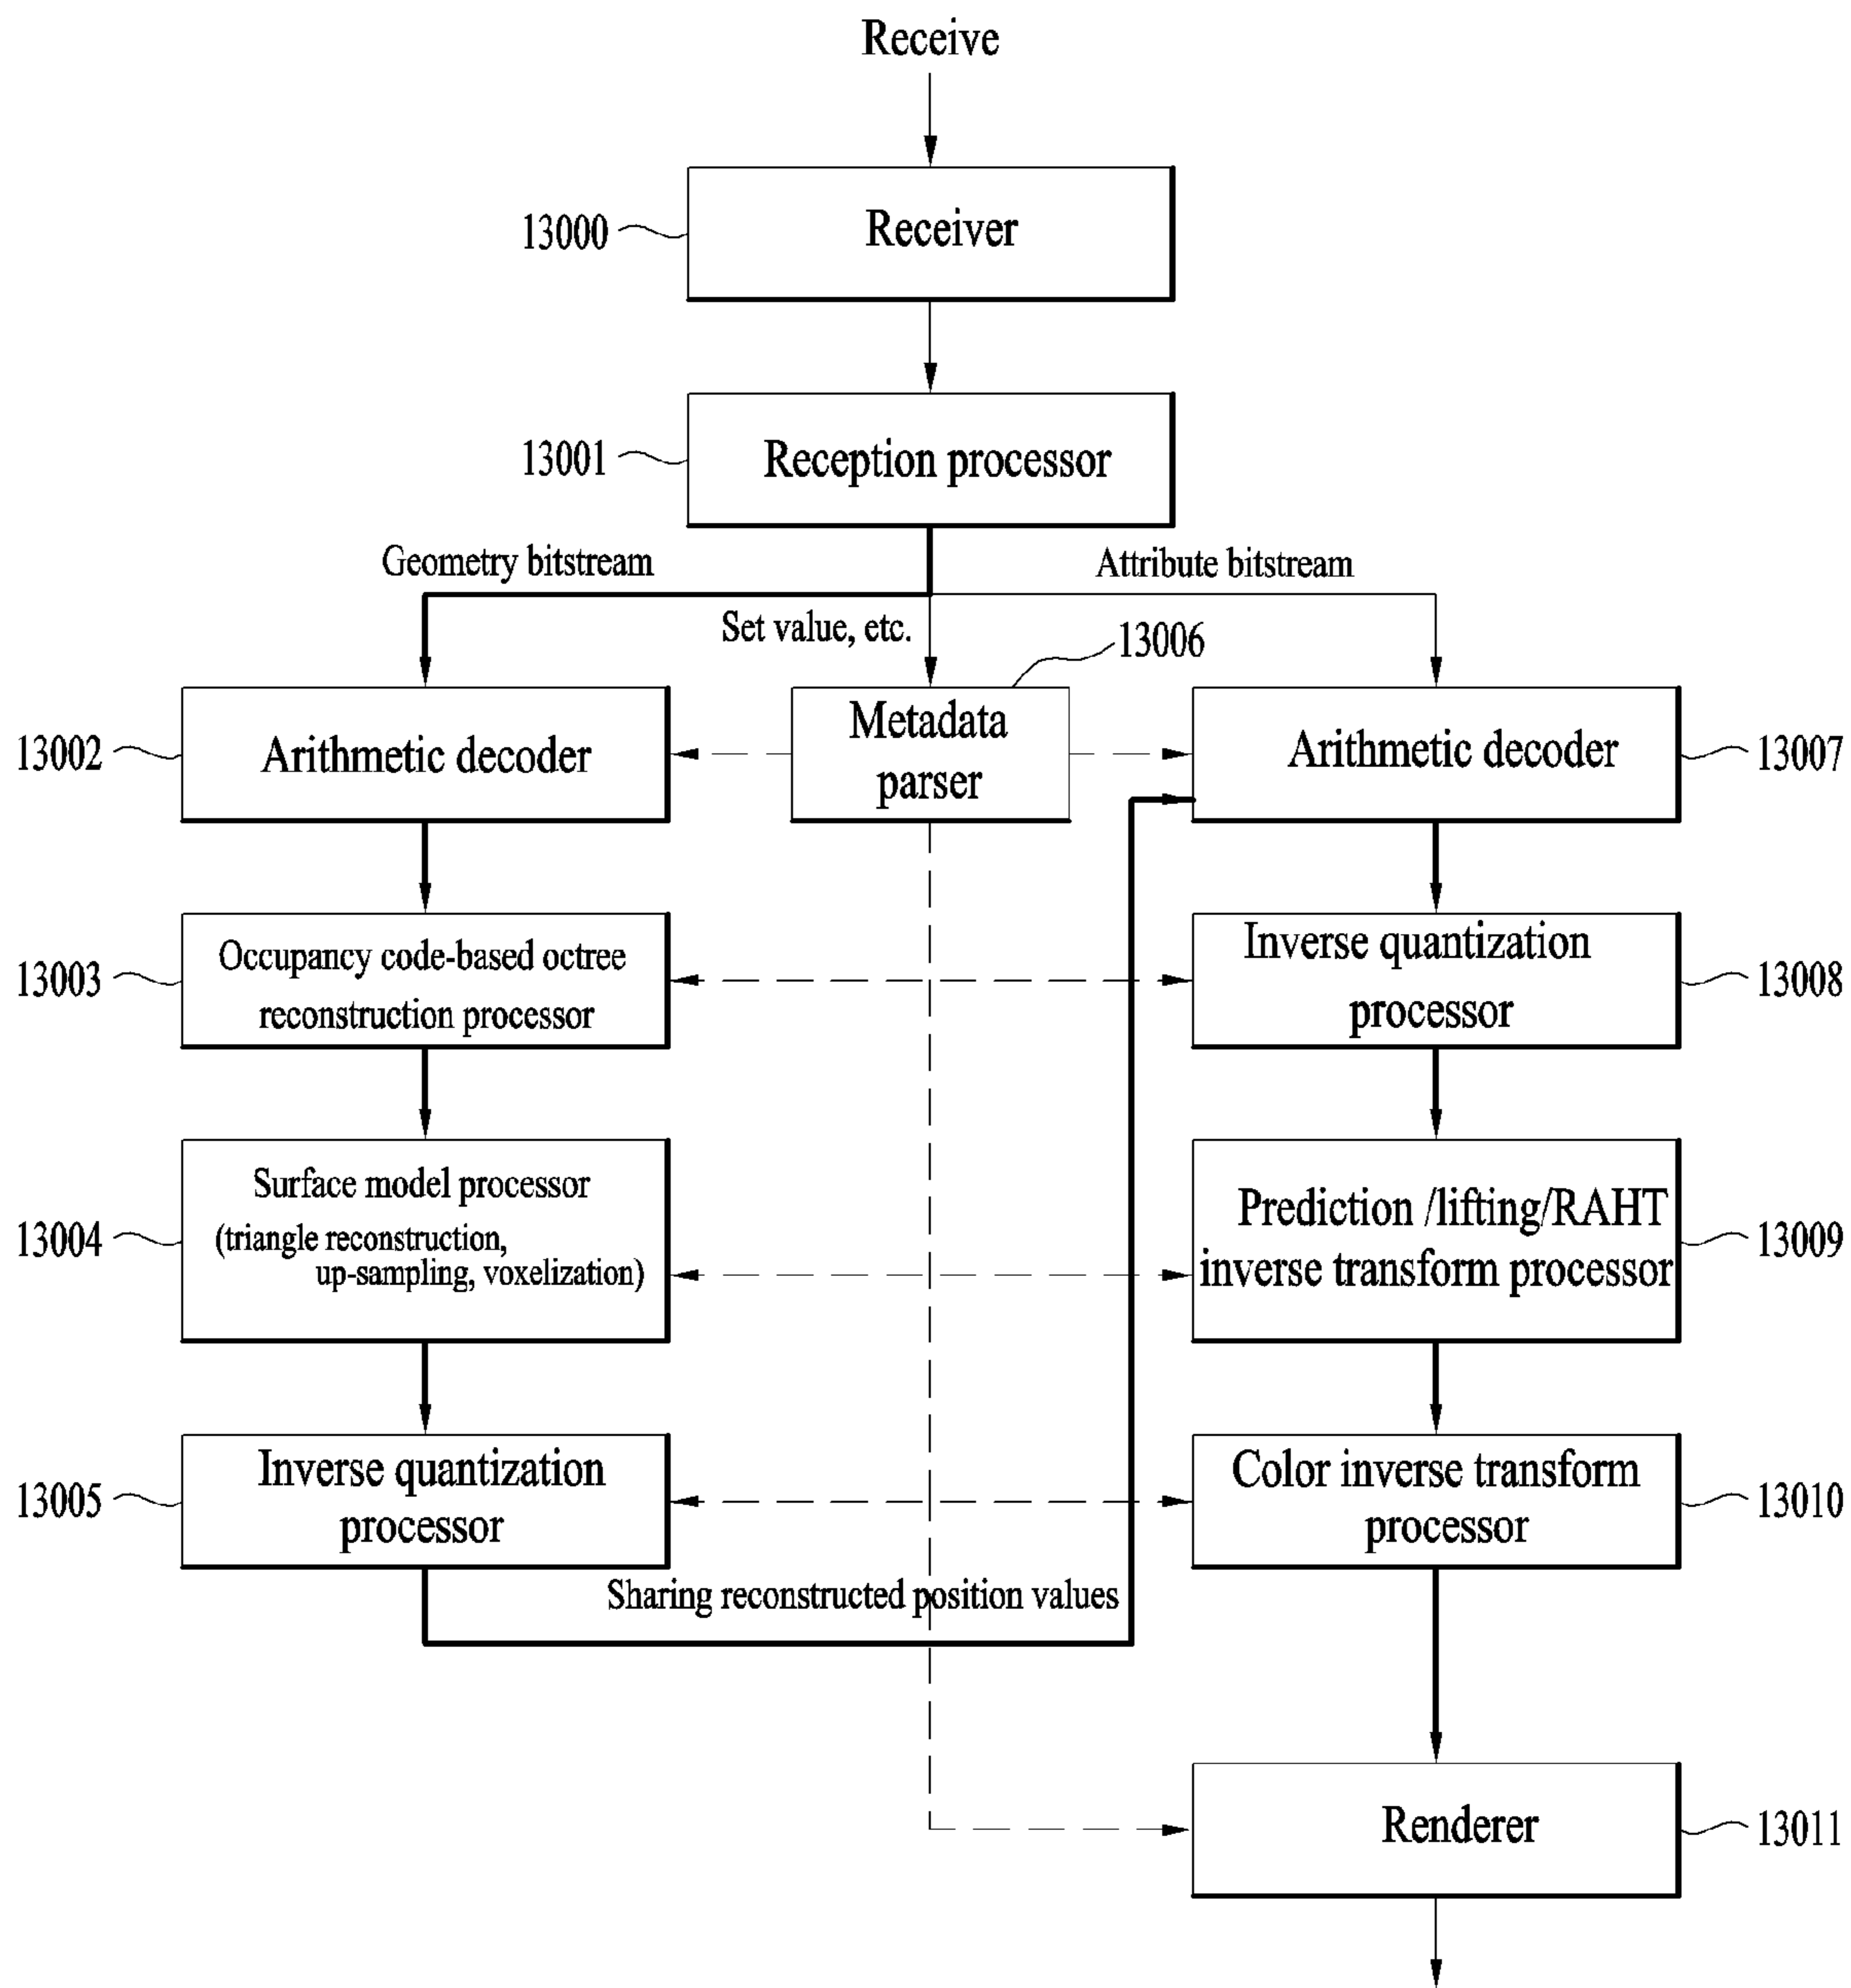 Receive
13000
Receiver
13001
Reception processor
Geometry bitstream
Attribute bitstream
Set value, etc.
13006
13002
Arithmetic decoder
Metadata
parser
Arithmetic decoder
13007
13003
Occupancy code-based octree
reconstruction processor
Inverse quantization
processor
13008
13004
Surface model processor
(triangle reconstruction,
up-sampling, voxelization)
Prediction /lifting/RAHT
inverse transform processor
13009
13005
Inverse quantization
processor
Color inverse transform
processor
13010
Sharing reconstructed position values
Renderer
13011